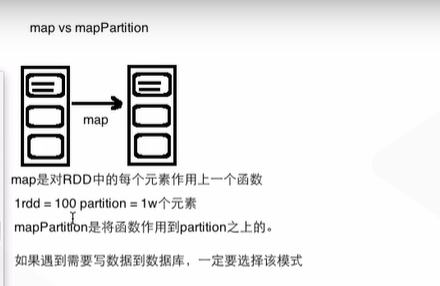 map vs mapPartition
map
map是对RDD中的每个元素作用上一个函数
1rdd = 100 partition = 1w个元素
mapPartition是将函数作用到partition之上的。
如果遇到需要写数据到数据库，一定要选择该模式